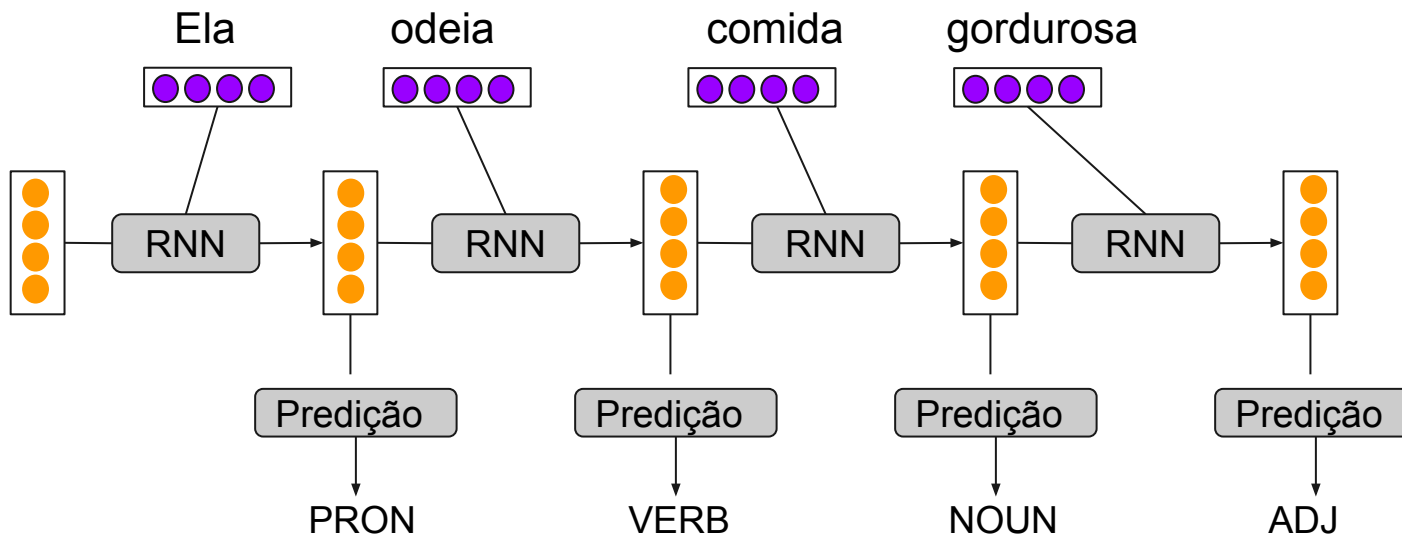 Ela odeia comida gordurosa
RNN RNN RNN RNN
Predição Predição Predição Predição
PRON VERB NOUN ADJ